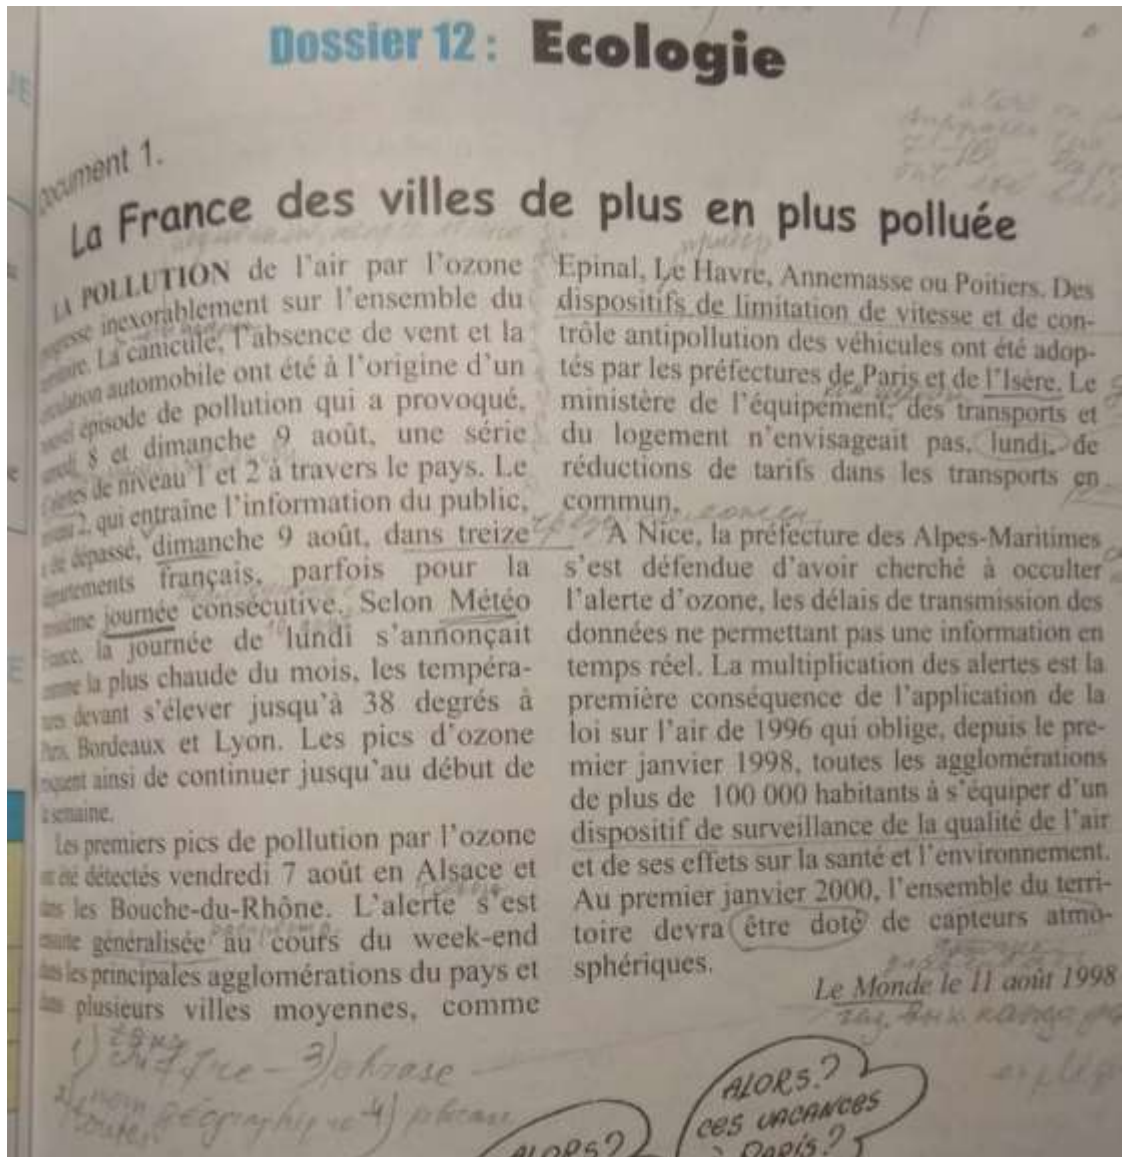 Dossier 12 : Ecologie
Document 1.
La France des villes de plus en plus polluée
LA POLLUTION de l'air par l'ozone
progresse inexorablement sur l'ensemble du
territoire. La canicule, l'absence de vent et la
circulation automobile ont été à l'origine d'un
nouvel épisode de pollution qui a provoqué,
samedi 8 et dimanche 9 août, une série
d'alertes de niveau 1 et 2 à travers le pays. Le
niveau 2, qui entraîne l'information du public,
a été dépassé, dimanche 9 août, dans treize
départements français, parfois pour la
troisième journée consécutive. Selon Météo
France, la journée de lundi s'annonçait
comme la plus chaude du mois, les tempéra-
tures devant s'élever jusqu'à 38 degrés à
Paris, Bordeaux et Lyon. Les pics d'ozone
risquent ainsi de continuer jusqu'au début de
la semaine.
Les premiers pics de pollution par l'ozone
ont été détectés vendredi 7 août en Alsace et
dans les Bouche-du-Rhône. L'alerte s'est
ensuite généralisée au cours du week-end
dans les principales agglomérations du pays et
dans plusieurs villes moyennes, comme
Epinal, Le Havre, Annemasse ou Poitiers. Des
dispositifs de limitation de vitesse et de con-
trôle antipollution des véhicules ont été adop-
tés par les préfectures de Paris et de l'Isère. Le
ministère de l'équipement, des transports et
du logement n'envisageait pas, lundi, de
réductions de tarifs dans les transports en
commun.
A Nice, la préfecture des Alpes-Maritimes
s'est défendue d'avoir cherché à occulter
l'alerte d'ozone, les délais de transmission des
données ne permettant pas une information en
temps réel. La multiplication des alertes est la
première conséquence de l'application de la
loi sur l'air de 1996 qui oblige, depuis le pre-
mier janvier 1998, toutes les agglomérations
de plus de 100 000 habitants à s'équiper d'un
dispositif de surveillance de la qualité de l'air
et de ses effets sur la santé et l'environnement.
Au premier janvier 2000, l'ensemble du terri-
toire devra être doté de capteurs atmo-
sphériques.
Le Monde le 11 août 1998
1) chiffre - 3) phrase
2) nom géographique 4)
ALORS?
ALORS?
CES VACANCES
À PARIS?